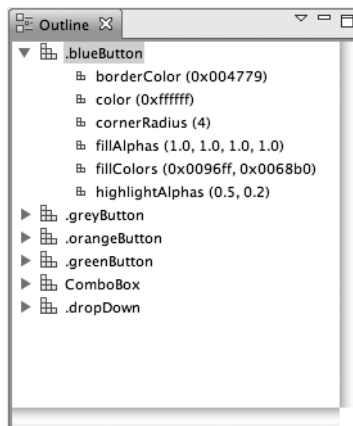 Outline
.blueButton
borderColor (0x004779)
color (0xffffff)
cornerRadius (4)
fillAlphas (1.0, 1.0, 1.0, 1.0)
fillColors (0x0096ff, 0x0068b0)
highlightAlphas (0.5, 0.2)
.greyButton
.orangeButton
.greenButton
ComboBox
.dropDown